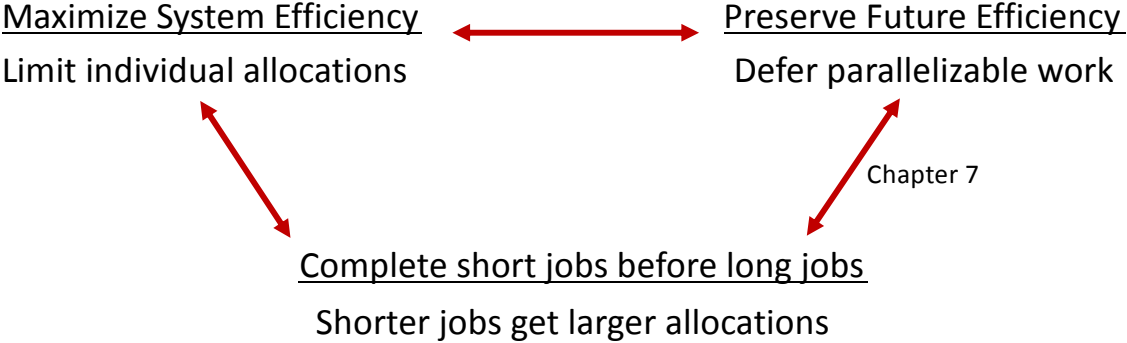 Maximize System Efficiency
Preserve Future Efficiency
Limit individual allocations
Defer parallelizable work
Chapter 7
Complete short jobs before long jobs
Shorter jobs get larger allocations